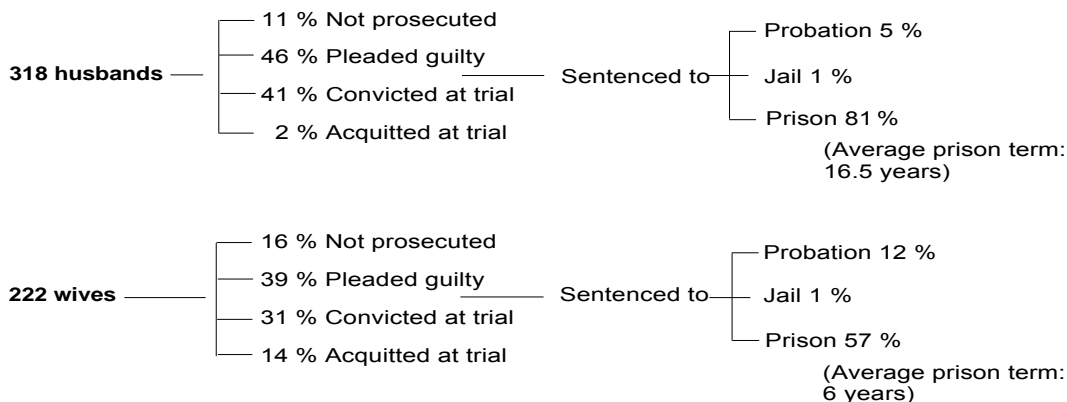 11 % Not prosecuted
46 % Pleaded guilty
318 husbands
41 % Convicted at trial
2 % Acquitted at trial
Sentenced to
Probation 5 %
Jail 1 %
Prison 81 %
(Average prison term:
16.5 years)
16 % Not prosecuted
39 % Pleaded guilty
222 wives
31 % Convicted at trial
14 % Acquitted at trial
Sentenced to
Probation 12 %
Jail 1 %
Prison 57 %
(Average prison term:
6 years)